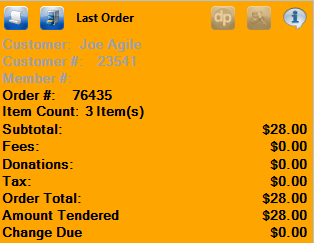 Last Order
dp
Customer: Joe Agile
Customer #: 23541
Member #:
Order #: 76435
Item Count: 3 Item(s)
Subtotal: $28.00
Fees: $0.00
Donations: $0.00
Tax: $0.00
Order Total: $28.00
Amount Tendered $28.00
Change Due $0.00